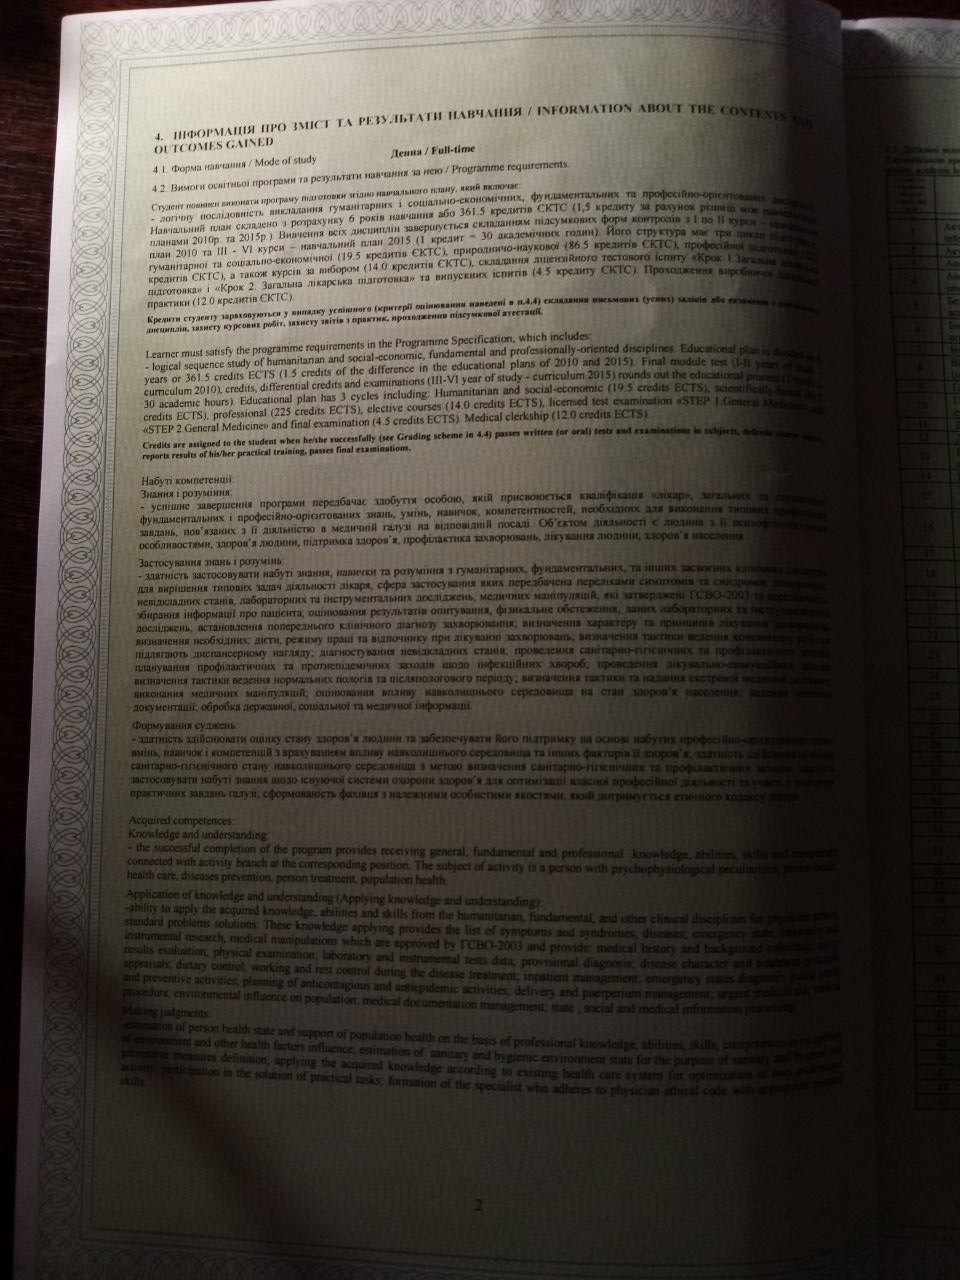 4. ІНФОРМАЦІЯ ПРО ЗМІСТ ТА РЕЗУЛЬТАТИ НАВЧАННЯ / INFORMATION ABOUT THE CONTENTS AND
OUTCOMES GAINED
4.1. Форма навчання / Mode of study Денна / Full-time
4.2. Вимоги освітньої програми та результати навчання за нею / Programme requirements.
Студент повинен виконати програму підготовки згідно навчального плану, який включає:
- логічну послідовність викладання гуманітарних і соціально-економічних, фундаментальних та професійно-орієнтованих дисциплін.
Навчальний план складено з розрахунку 6 років навчання або 361.5 кредитів ЄКТС (1,5 кредиту за рахунок різниці між навчальними
планами 2010р. та 2015р.). Вивчення всіх дисциплін завершується складанням підсумкових форм контролів з І по ІІ курси - навчальний
план 2010 та ІІІ - VI курси – навчальний план 2015 (1 кредит = 30 академічних годин). Його структура має три цикли підготовки:
гуманітарної та соціально-економічної (19.5 кредитів ЄКТС), природничо-наукової (86.5 кредитів ЄКТС), професійної підготовки (225
кредитів ЄКТС), а також курсів за вибором (14.0 кредитів ЄКТС), складання ліцензійного тестового іспиту «Крок 1.Загальна лікарська
підготовка» і «Крок 2. Загальна лікарська підготовка» та випускних іспитів (4.5 кредиту ЄКТС). Проходження виробничої
практики (12.0 кредитів ЄКТС).
Кредити студенту зараховуються у випадку успішного (критерії оцінювання наведені в п.4.4) складання письмових (усних) заліків або екзаменів з
дисциплін, захисту курсових робіт, захисту звітів з практик, проходження підсумкової атестації.
Learner must satisfy the programme requirements in the Programme Specification, which includes:
- logical sequence study of humanitarian and social-economic, fundamental and professionally-oriented disciplines. Educational plan is divided in 6
years or 361.5 credits ECTS (1.5 credits of the difference in the educational plans of 2010 and 2015). Final module test (I-II years of study -
curriculum 2010), credits, differential credits and examinations (III-VI year of study - curriculum 2015) rounds out the educational process (1 credit =
30 academic hours). Educational plan has 3 cycles including: Humanitarian and social-economic (19.5 credits ECTS), scientifically-based (86.5
credits ECTS), professional (225 credits ECTS), elective courses (14.0 credits ECTS), licensed test examination «STEP 1.General Medicine» and
«STEP 2.General Medicine» and final examination (4.5 credits ECTS). Medical clerkship (12.0 credits ECTS).
Credits are assigned to the student when he/she successfully (see Grading scheme in 4.4) passes written (or oral) tests and examinations in subjects, defends
reports results of his/her practical training, passes final examinations.
Набуті компетенції:
Знання і розуміння:
- успішне завершення програми передбачає здобуття особою, якій присвоюється кваліфікація «лікар», загальних та
фундаментальних і професійно-орієнтованих знань, умінь, навичок, компетентностей, необхідних для виконання типових
завдань, пов'язаних з її діяльністю в медичній галузі на відповідній посаді. Об'єктом діяльності є людина з її психофізіологічними
особливостями, здоров'я людини, підтримка здоров'я, профілактика захворювань, лікування людини, здоров'я населення.
Застосування знань і розумінь:
- здатність застосовувати набуті знання, навички та розуміння з гуманітарних, фундаментальних, та інших засвоєних клінічних дисциплін
для вирішення типових задач діяльності лікаря, сфера застосування яких передбачена переліками симптомів та синдромів,
невідкладних станів, лабораторних та інструментальних досліджень, медичних маніпуляцій, які затверджені ГСВО-2003 та
збирання інформації про пацієнта, оцінювання результатів опитування, фізикальне обстеження, даних лабораторних та інструментальних
досліджень; встановлення попереднього клінічного діагнозу захворювання; визначення характеру та принципів лікування
визначення необхідних: дієти, режиму праці та відпочинку при лікуванні захворювань; визначення тактики ведення
підлягають диспансерному нагляду; діагностування невідкладних станів; проведення санітарно-гігієнічних та профілактичних
планування профілактичних та протиепідемічних заходів щодо інфекційних хвороб; проведення лікувально-евакуаційних
визначення тактики ведення нормальних пологів та післяпологового періоду; визначення тактики та надання екстреної медичної
виконання медичних маніпуляцій; оцінювання впливу навколишнього середовища на стан здоров'я населення; ведення
документації; обробка державної, соціальної та медичної інформації.
Формування суджень:
- здатність здійснювати оцінку стану здоров'я людини та забезпечувати його підтримку на основі набутих професійно-орієнтованих
вмінь, навичок і компетенцій з врахуванням впливу навколишнього середовища та інших факторів її здоров'я, здатність
санітарно-гігієнічного стану навколишнього середовища з метою визначення санітарно-гігієнічних та профілактичних
застосовувати набуті знання щодо існуючої системи охорони здоров'я для оптимізації власної професійної діяльності та участі у
практичних завдань галузі; сформованість фахівця з належними особистими якостями, який дотримується етичного кодексу лікаря.
Acquired competences:
Knowledge and understanding:
- the successful completion of the program provides receiving general, fundamental and professional knowledge, abilities, skills and
connected with activity branch at the corresponding position. The subject of activity is a person with psychophysiological peculiarities, person health,
health care, diseases prevention, person treatment, population health.
Application of knowledge and understanding (Applying knowledge and understanding):
-ability to apply the acquired knowledge, abilities and skills from the humanitarian, fundamental, and other clinical disciplines for physician
standard problems solutions. These knowledge applying provides the list of symptoms and syndromes, diseases, emergency state, laboratory and
instrumental research, medical manipulations which are approved by ГСВО-2003 and provide: medical history and background collecting,
results evaluation; physical examination; laboratory and instrumental tests data; provisional diagnosis; disease character and treatment
appraisals; dietary control; working and rest control during the disease treatment; inpatient management; emergency states diagnosis;
and preventive activities; planning of anticontagious and antiepidemic activities; delivery and puerperium management; urgent medical aid;
procedure; environmental influence on population; medical documentation management; state , social and medical information processing.
Making judgments:
-estimation of person health state and support of population health on the basis of professional knowledge, abilities, skills,
of environment and other health factors influence; estimation of sanitary and hygienic environment state for the purpose of sanitary and
preventive measures definition, applying the acquired knowledge according to existing health care system for optimization of own professional
activity, participation in the solution of practical tasks; formation of the specialist who adheres to physician ethical code with appropriate personal
skills.
2